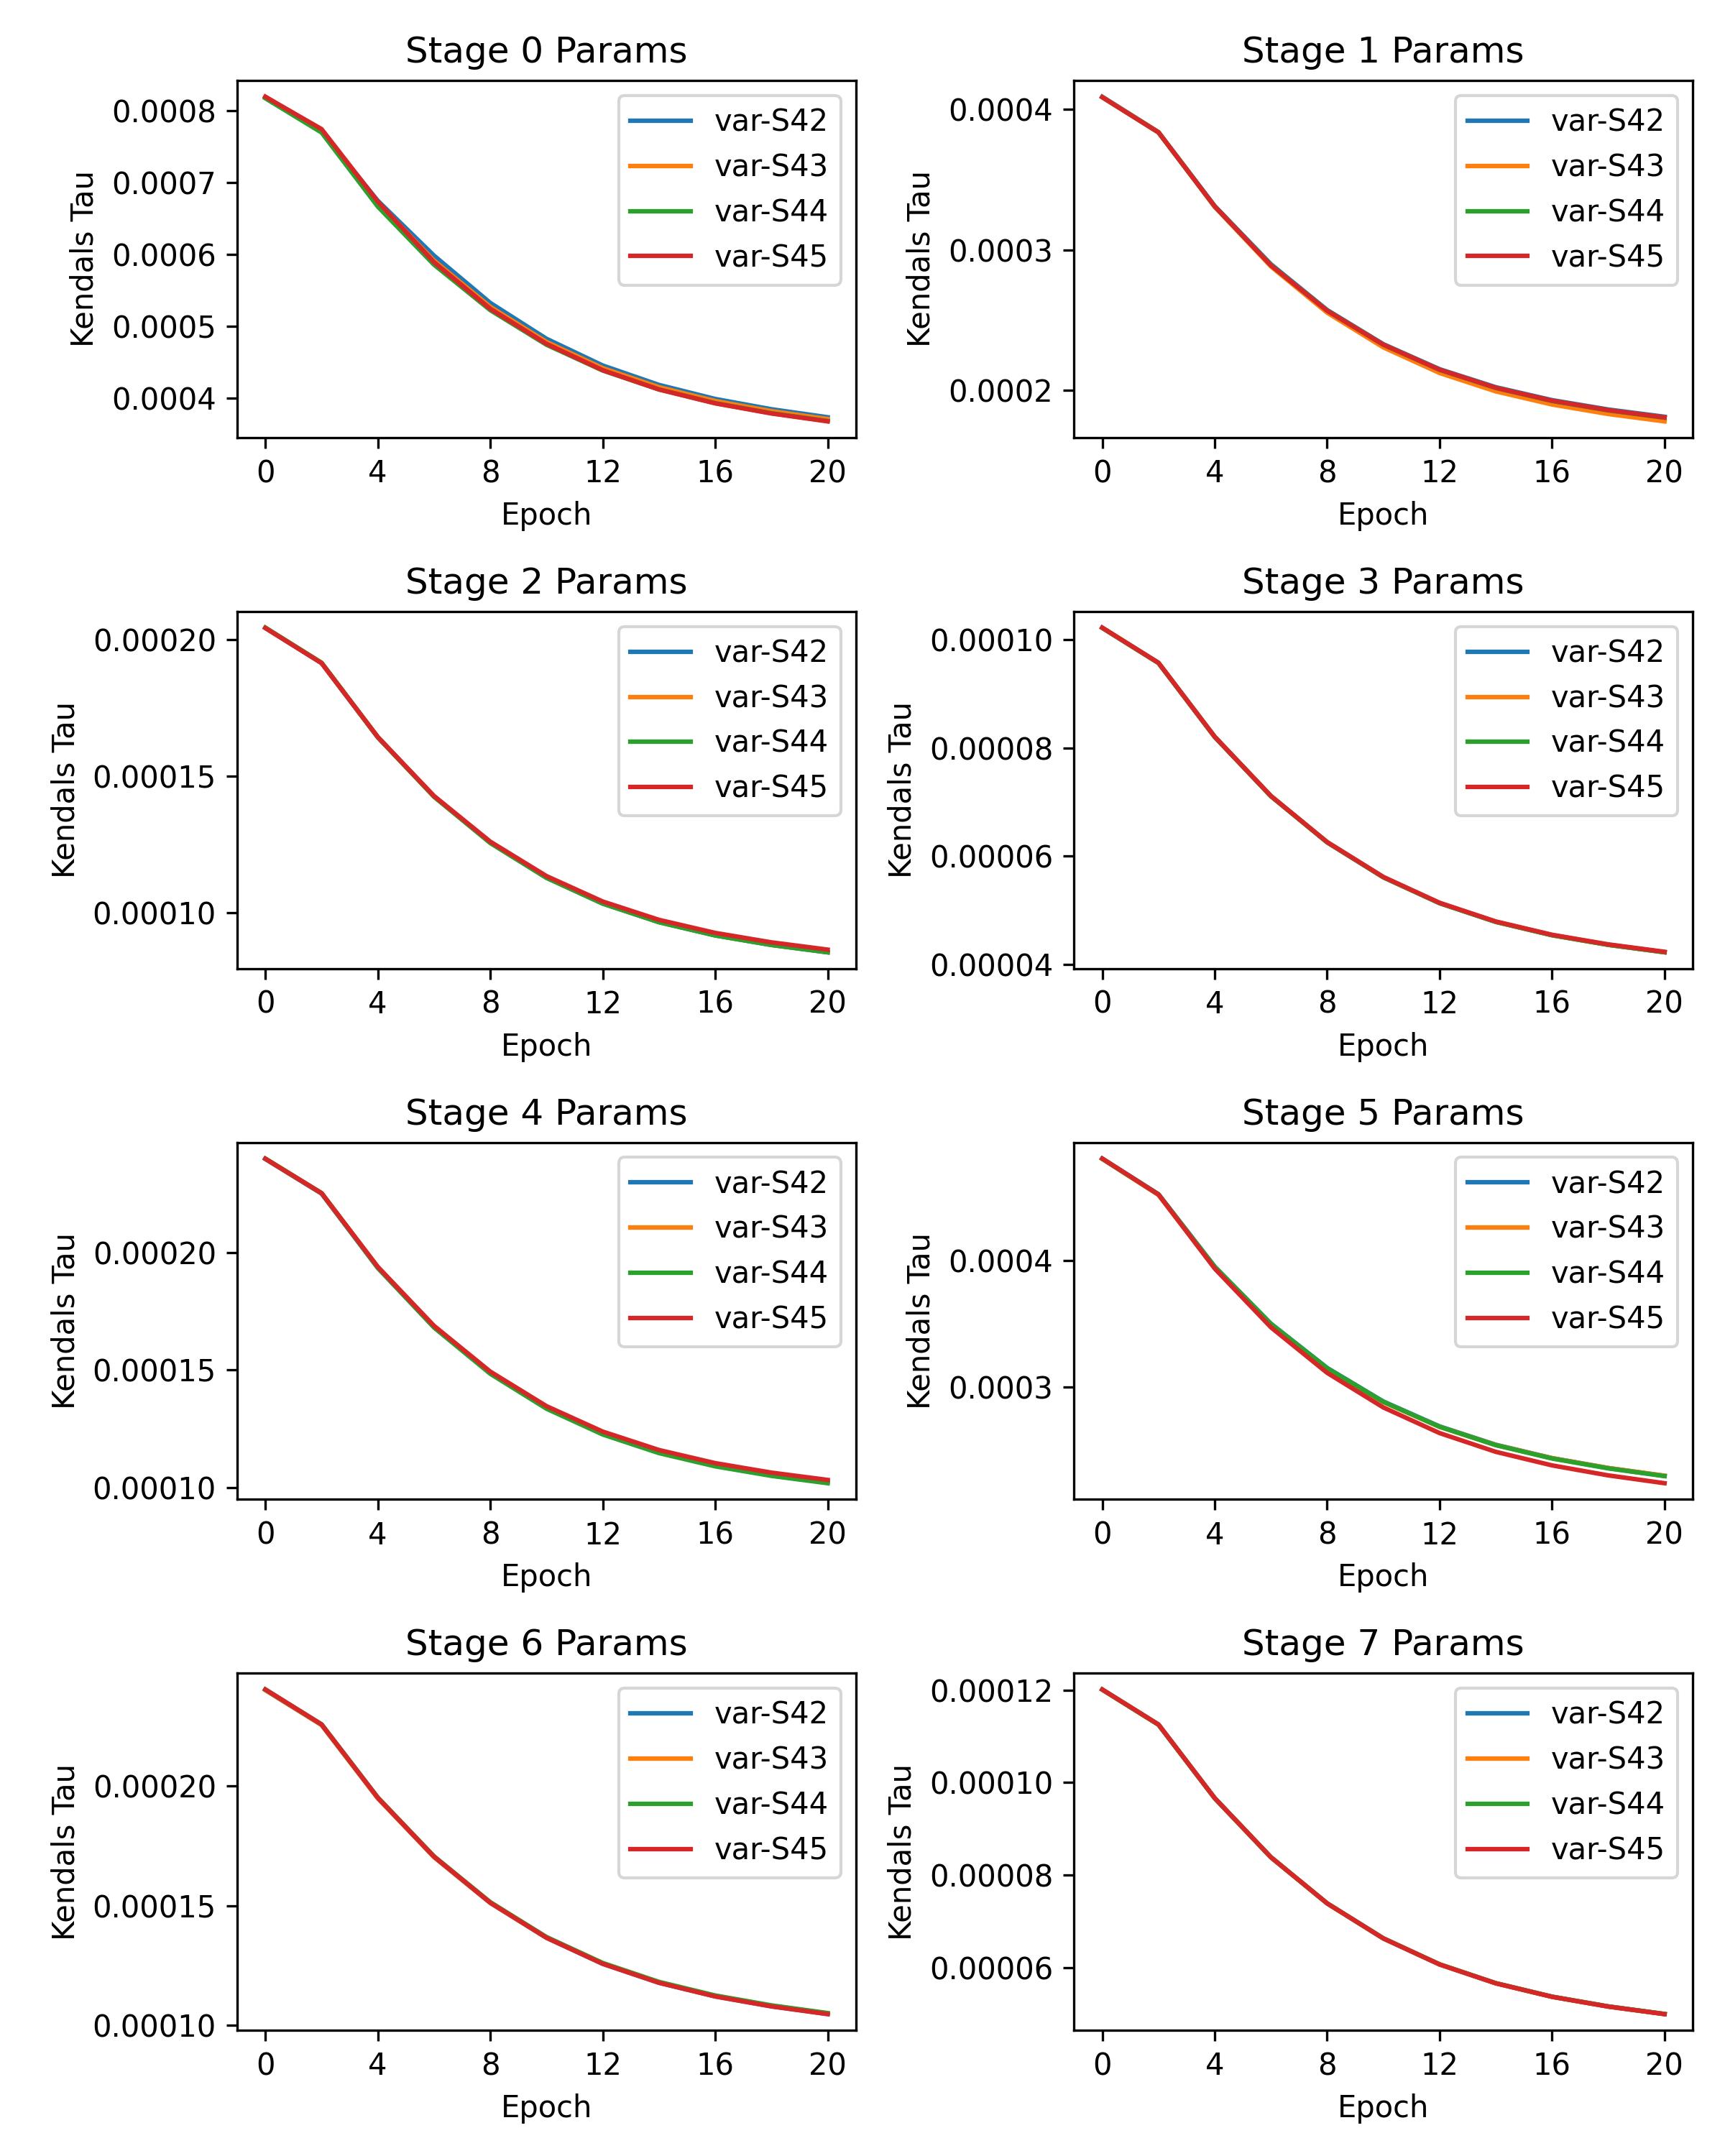 Stage 0 Params
Kendals Tau
0.0008
0.0007
0.0006
0.0005
0.0004
var-S42
var-S43
var-S44
var-S45
0 4 8 12 16 20
Epoch
Stage 1 Params
Kendals Tau
0.0004
0.0003
0.0002
var-S42
var-S43
var-S44
var-S45
0 4 8 12 16 20
Epoch
Stage 2 Params
Kendals Tau
0.00020
0.00015
0.00010
var-S42
var-S43
var-S44
var-S45
0 4 8 12 16 20
Epoch
Stage 3 Params
Kendals Tau
0.00010
0.00008
0.00006
0.00004
var-S42
var-S43
var-S44
var-S45
0 4 8 12 16 20
Epoch
Stage 4 Params
Kendals Tau
0.00020
0.00015
0.00010
var-S42
var-S43
var-S44
var-S45
0 4 8 12 16 20
Epoch
Stage 5 Params
Kendals Tau
0.0004
0.0003
var-S42
var-S43
var-S44
var-S45
0 4 8 12 16 20
Epoch
Stage 6 Params
Kendals Tau
0.00020
0.00015
0.00010
var-S42
var-S43
var-S44
var-S45
0 4 8 12 16 20
Epoch
Stage 7 Params
Kendals Tau
0.00012
0.00010
0.00008
0.00006
var-S42
var-S43
var-S44
var-S45
0 4 8 12 16 20
Epoch